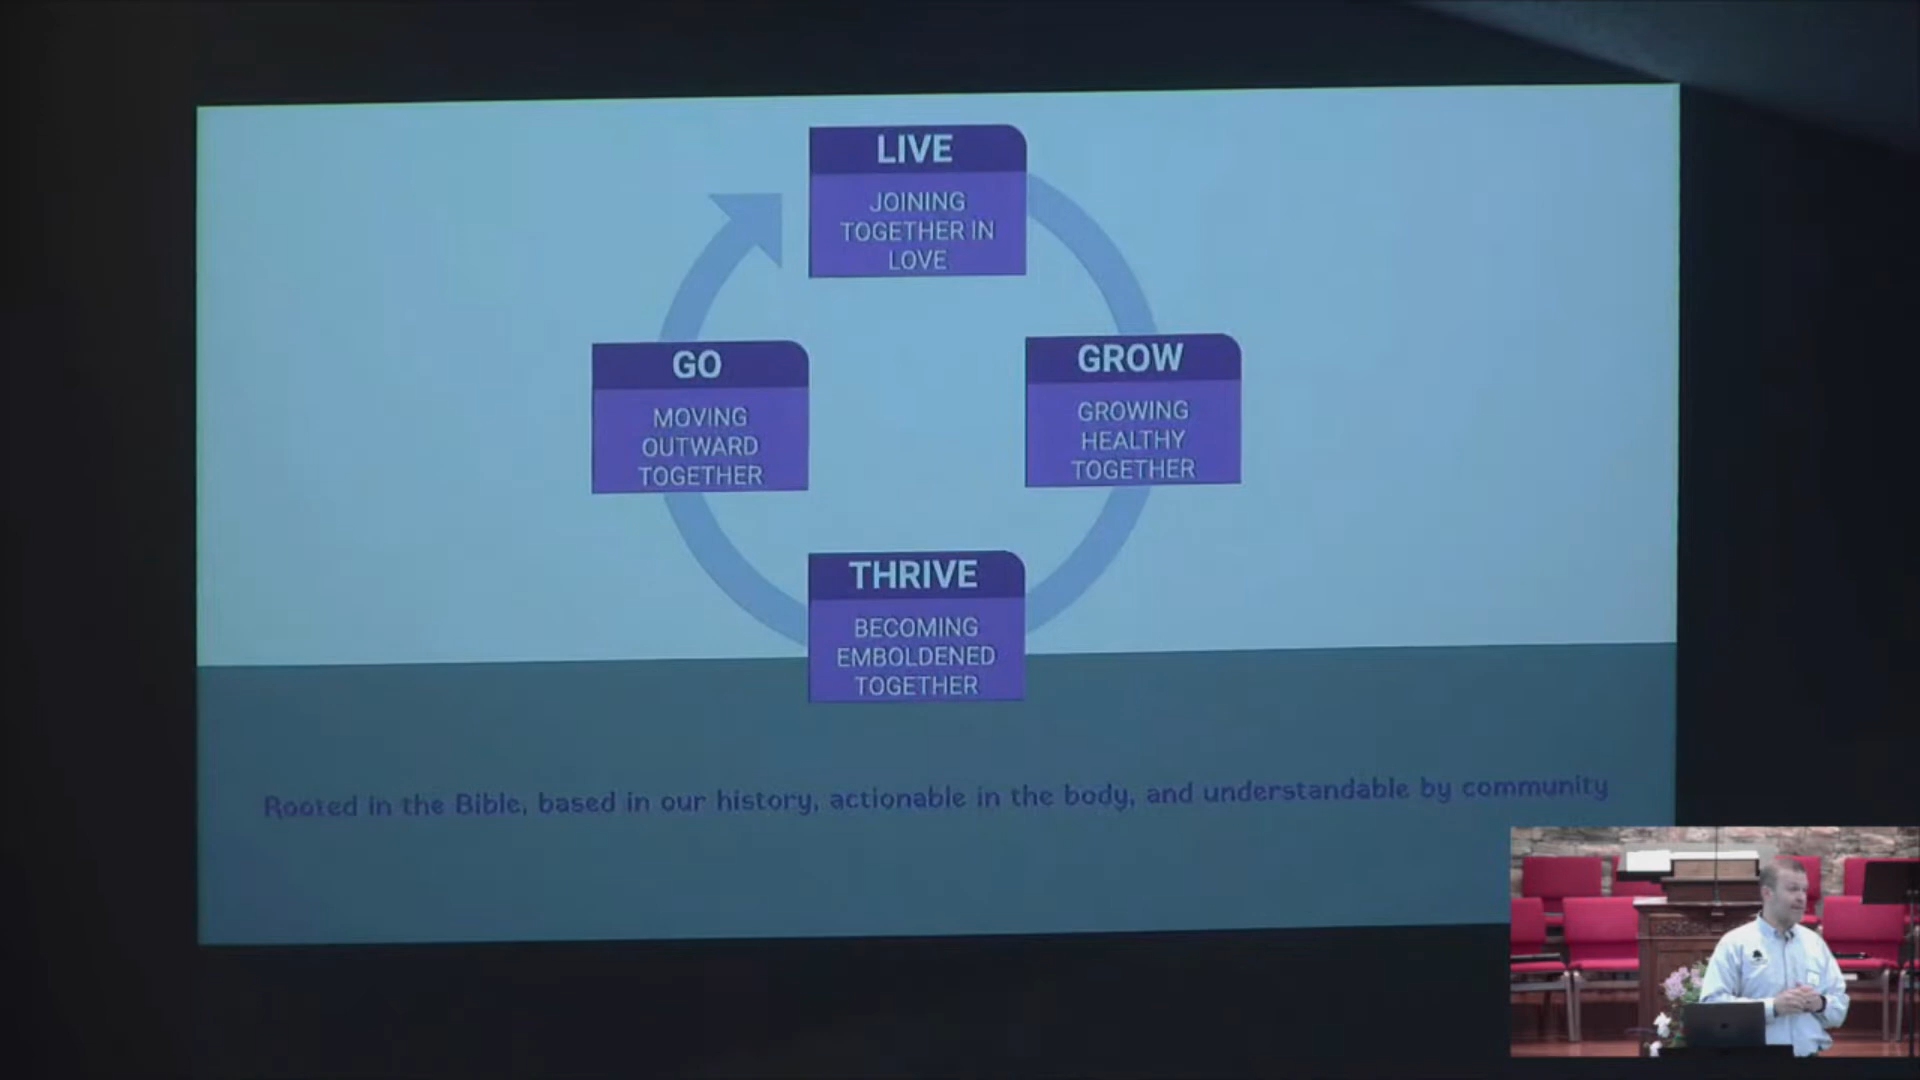 LIVE
JOINING
TOGETHER IN
LOVE
GO
MOVING
OUTWARD
TOGETHER
GROW
GROWING
HEALTHY
TOGETHER
THRIVE
BECOMING
EMBOLDENED
TOGETHER
Rooted in the Bible, based in our history, actionable in the body, and understandable by community